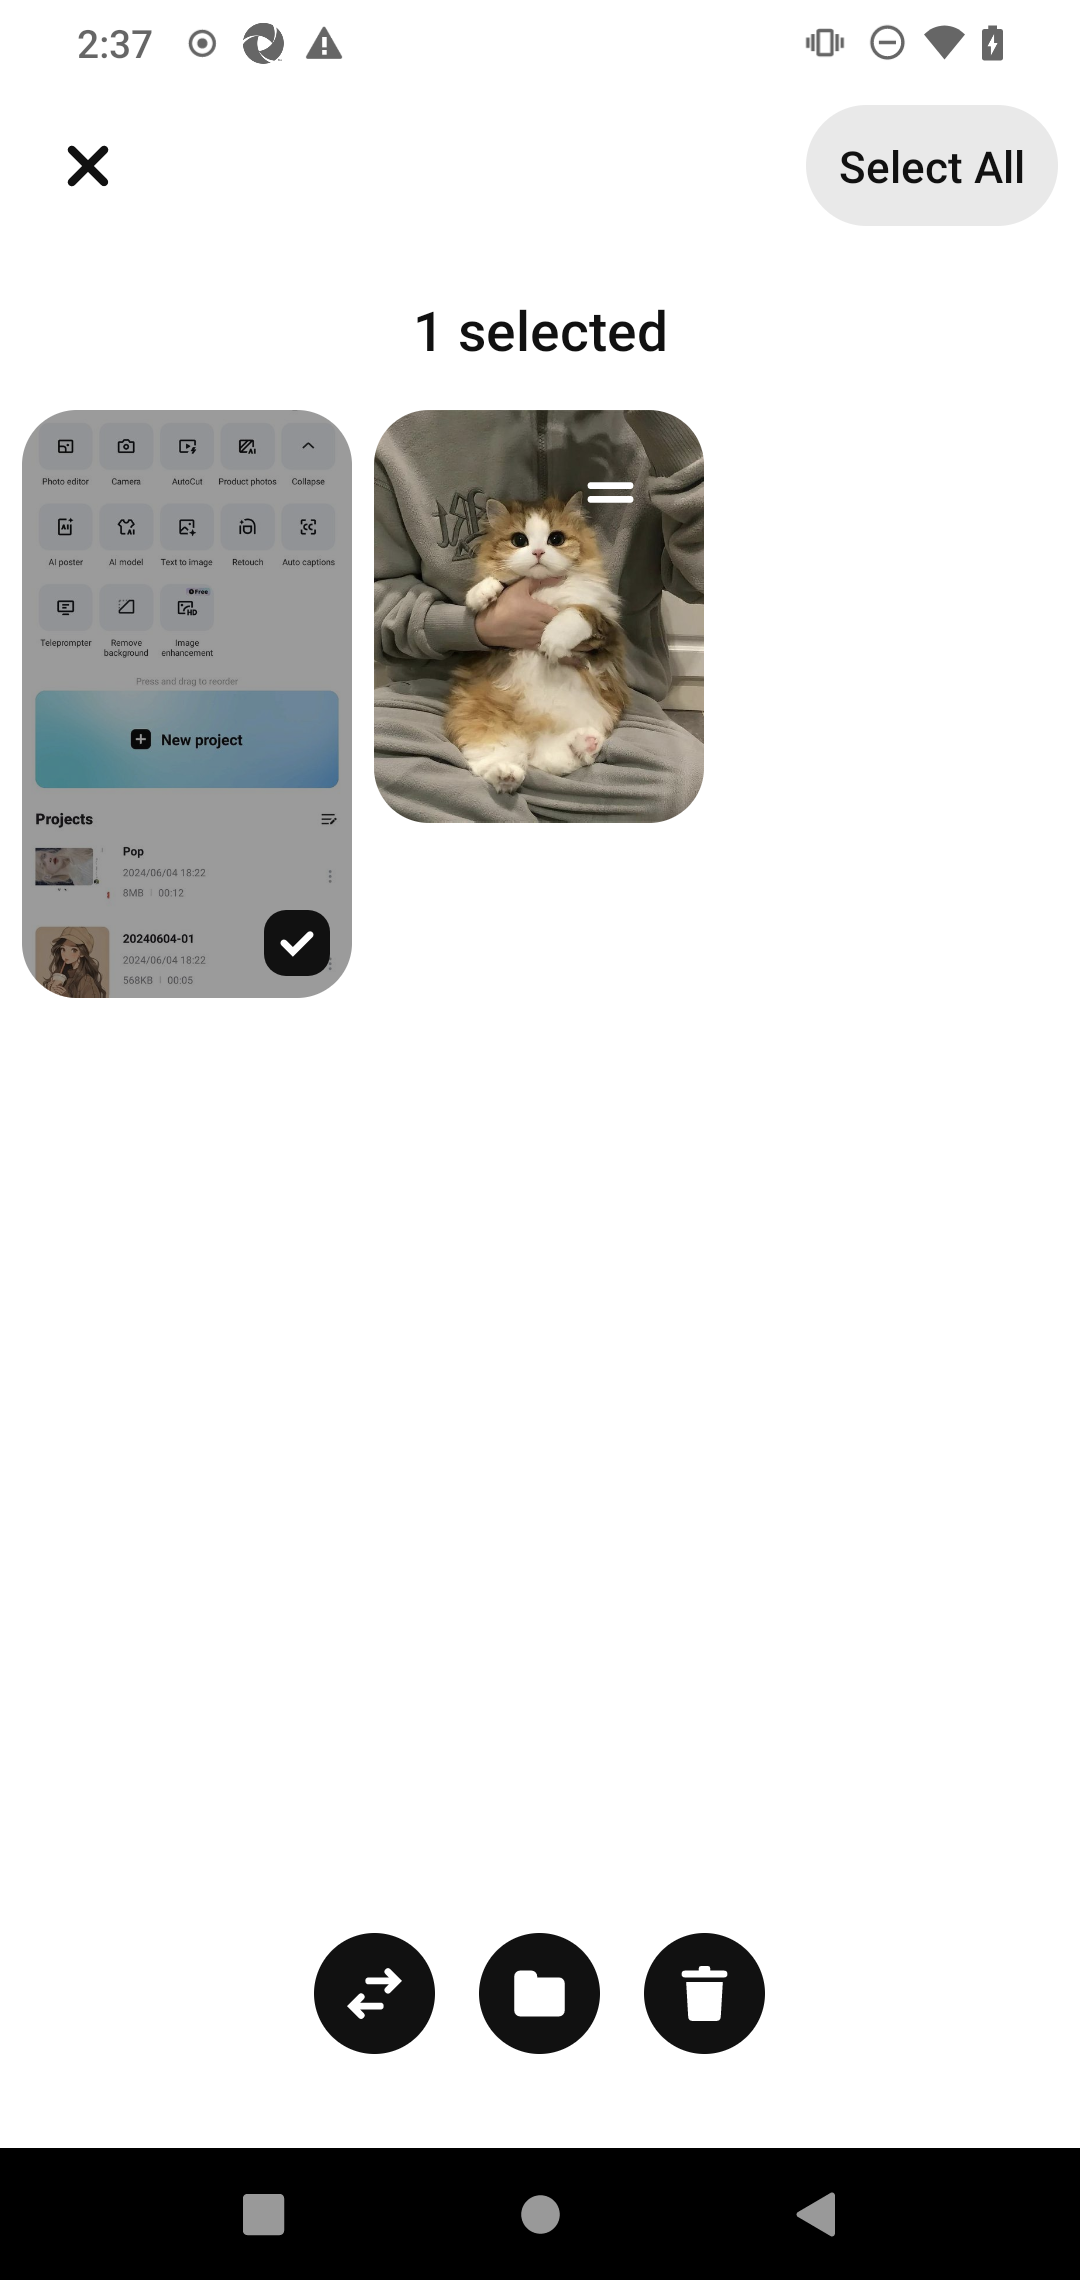 2:37
Select All
1 selected
Photo editor Camera AutoCut Product photos Collapse
AI poster AI model Text to image Retouch Auto captions
Free
Teleprompter Remove background Image enhancement
Press and drag to reorder
New project
Projects
Pop
2024/06/04 18:22
8MB 00:12
20240604-01
2024/06/04 18:22
568KB 00:05